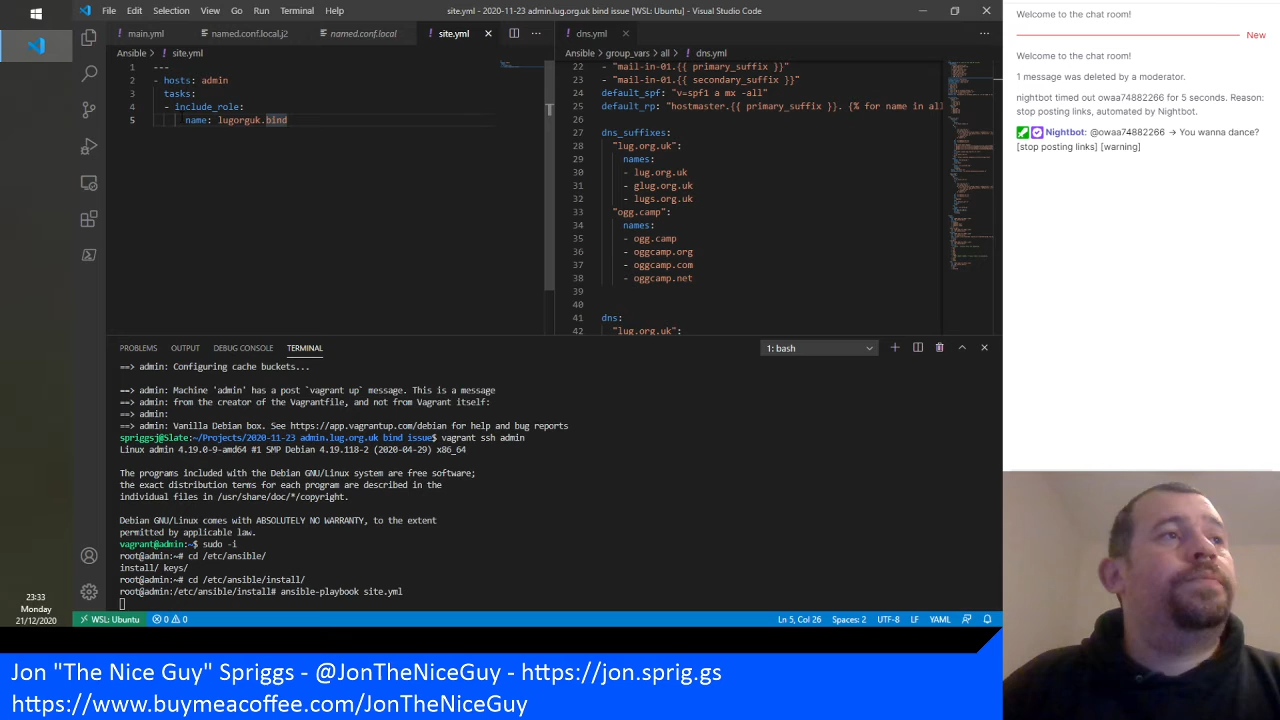 File Edit Selection View Go Run Terminal Help
site.yml - 2020-11-23 admin.lug.org.uk bind issue [WSL: Ubuntu] - Visual Studio Code
main.yml
named.conf.local.j2
named.conf.local
site.yml
Ansible > site.yml
1 ---
2 - hosts: admin
3 tasks:
4 - include_role:
5 name: lugorguk.bind
dns.yml
Ansible > group_vars > all > dns.yml
22 - "mail-in-01.{{ primary_suffix }}"
23 - "mail-in-01.{{ secondary_suffix }}"
24 default_spf: "v=spf1 a mx -all"
25 default_rp: "hostmaster.{{ primary_suffix }}. {% for name in all
26
27 dns_suffixes:
28 "lug.org.uk":
29 names:
30 - lug.org.uk
31 - glug.org.uk
32 - lugs.org.uk
33 "ogg.camp":
34 names:
35 - ogg.camp
36 - oggcamp.org
37 - oggcamp.com
38 - oggcamp.net
39
40
41 dns:
42 "lug.org.uk":
PROBLEMS OUTPUT DEBUG CONSOLE TERMINAL
1: bash
==> admin: Configuring cache buckets...
==> admin: Machine 'admin' has a post `vagrant up` message. This is a message
==> admin: from the creator of the Vagrantfile, and not from Vagrant itself:
==> admin:
==> admin: Vanilla Debian box. See https://app.vagrantup.com/debian for help and bug reports
spriggsj@Slate:~/Projects/2020-11-23 admin.lug.org.uk bind issue$ vagrant ssh admin
Linux admin 4.19.0-9-amd64 #1 SMP Debian 4.19.118-2 (2020-04-29) x86_64
The programs included with the Debian GNU/Linux system are free software;
the exact distribution terms for each program are described in the
individual files in /usr/share/doc/*/copyright.
Debian GNU/Linux comes with ABSOLUTELY NO WARRANTY, to the extent
permitted by applicable law.
vagrant@admin:~$ sudo -i
root@admin:~# cd /etc/ansible/
install/ keys/
root@admin:~# cd /etc/ansible/install/
root@admin:/etc/ansible/install# ansible-playbook site.yml
23:33
Monday
21/12/2020
WSL: Ubuntu 0 0
Ln 5, Col 26 Spaces: 2 UTF-8 LF YAML
Welcome to the chat room!
New
Welcome to the chat room!
1 message was deleted by a moderator.
nightbot timed out owaa74882266 for 5 seconds. Reason:
stop posting links, automated by Nightbot.
Nightbot: @owaa74882266 -> You wanna dance?
[stop posting links] [warning]
Jon "The Nice Guy" Spriggs - @JonTheNiceGuy - https://jon.sprig.gs
https://www.buymeacoffee.com/JonTheNiceGuy